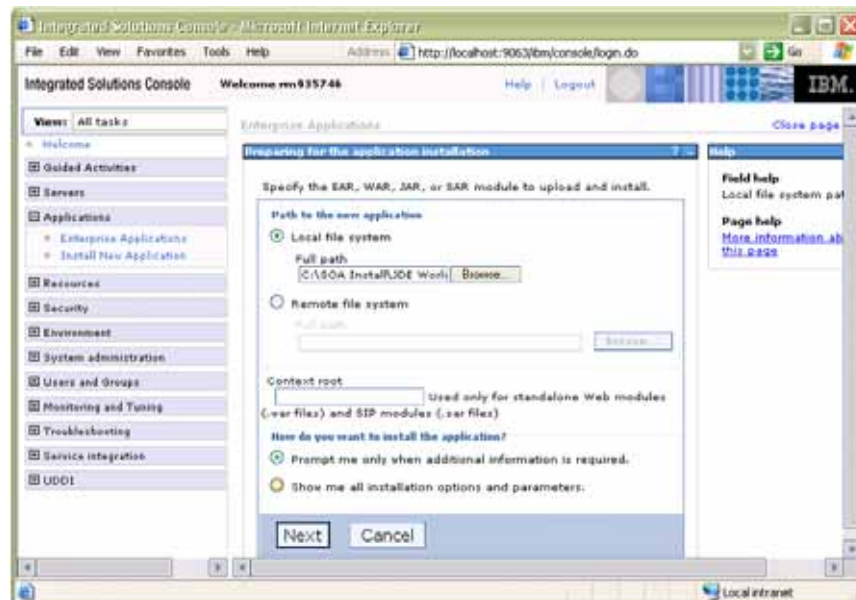 Integrated Solutions Console - Microsoft Internet Explorer
File Edit View Favorites Tools Help Address http://localhost:9063/ibm/console/login.do Go
Integrated Solutions Console Welcome rm935746 Help | Logout IBM.
View: All tasks
Welcome
Guided Activities
Servers
Applications
Enterprise Applications
Install New Application
Resources
Security
Environment
System administration
Users and Groups
Monitoring and Tuning
Troubleshooting
Service integration
UDDI
Enterprise Applications
Close page
Preparing for the application installation ? -
Specify the EAR, WAR, JAR, or SAR module to upload and install.
Path to the new application
Local file system
Full path
C:\SOA Install\JDE Work Browse...
Remote file system
Full path
Browse...
Context root
Used only for standalone Web modules
(.war files) and SIP modules (.sar files)
How do you want to install the application?
Prompt me only when additional information is required.
Show me all installation options and parameters.
Next Cancel
Help
Field help
Local file system pat
Page help
More information ab
this page
Local intranet